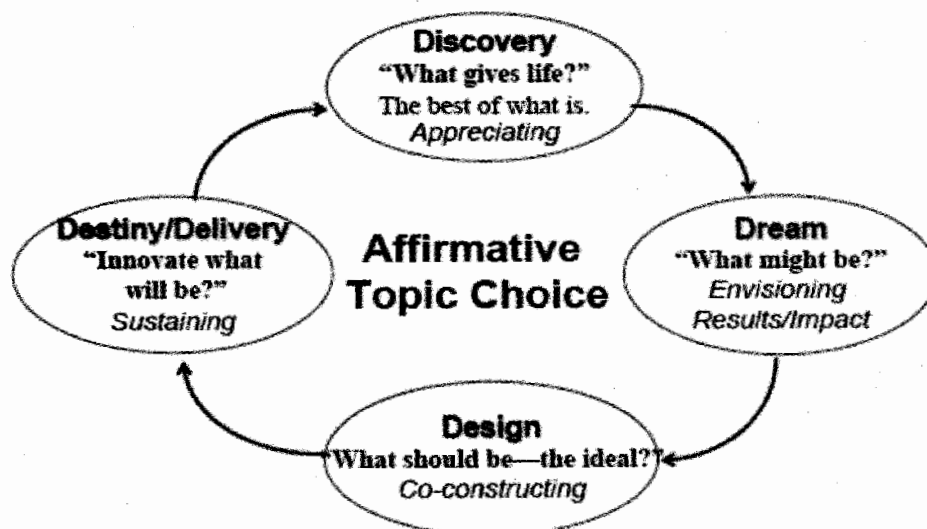 Discovery
“What gives life?”
The best of what is.
Appreciating
Destiny/Delivery
“Innovate what
will be?”
Sustaining
Affirmative
Topic Choice
Dream
“What might be?”
Envisioning
Results/Impact
Design
"What should be—the ideal?"
Co-constructing